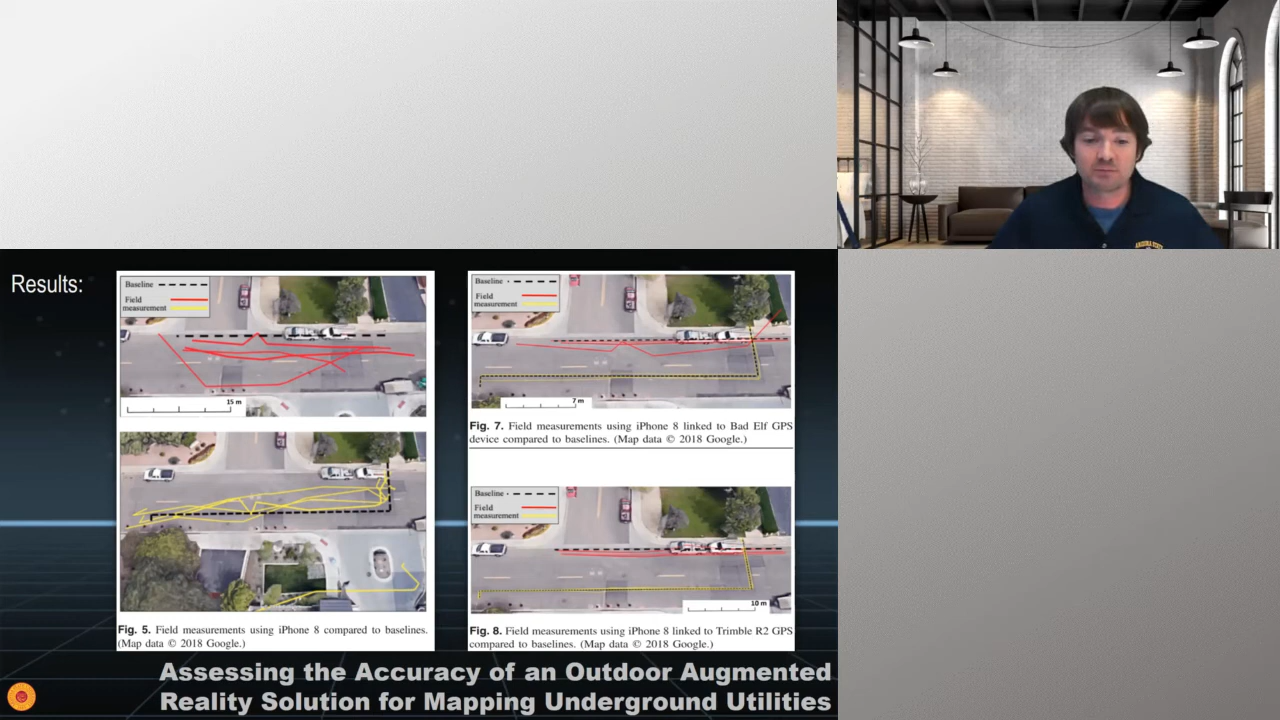 Results:
Baseline
Field
measurement
15 m
Fig. 5. Field measurements using iPhone 8 compared to baselines.
(Map data © 2018 Google.)
Baseline
Field
measurement
7 m
Fig. 7. Field measurements using iPhone 8 linked to Bad Elf GPS
device compared to baselines. (Map data © 2018 Google.)
Baseline
Field
measurement
10 m
Fig. 8. Field measurements using iPhone 8 linked to Trimble R2 GPS
compared to baselines. (Map data © 2018 Google.)
Assessing the Accuracy of an Outdoor Augmented
Reality Solution for Mapping Underground Utilities
ARIZONA STATE